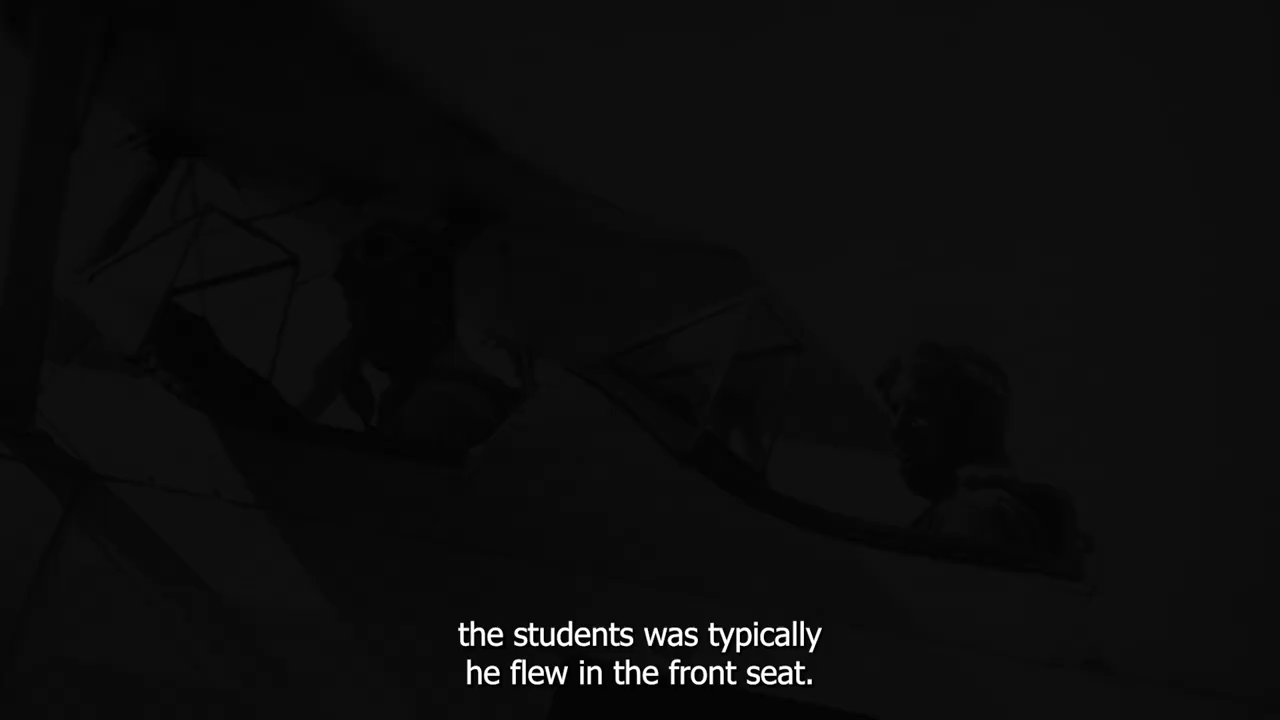 the students was typically
he flew in the front seat.